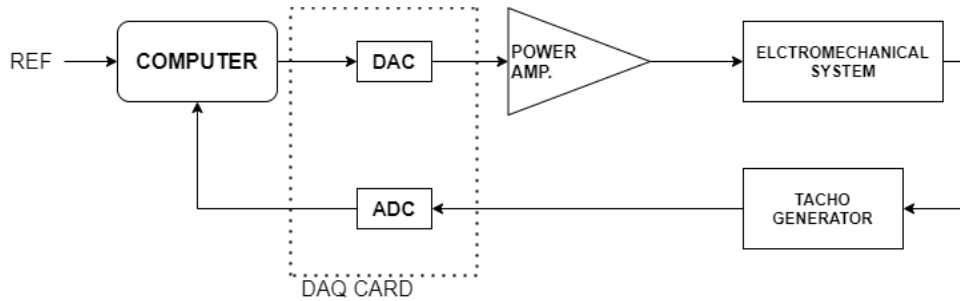 REF
COMPUTER
DAC
POWER
AMP.
ELCTROMECHANICAL
SYSTEM
ADC
TACHO
GENERATOR
DAQ CARD